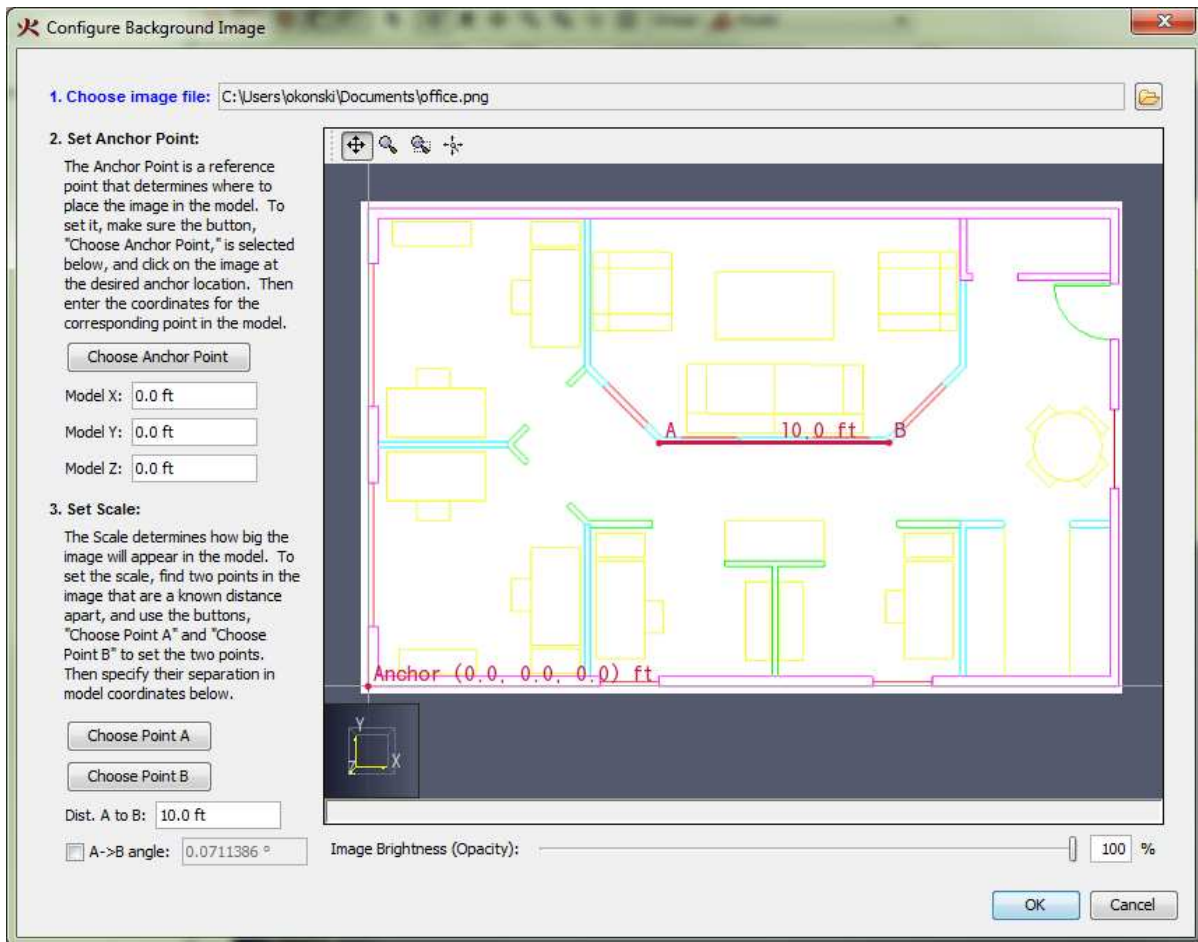 Configure Background Image
1. Choose image file: C:\Users\okonski\Documents\office.png
2. Set Anchor Point:
The Anchor Point is a reference
point that determines where to
place the image in the model. To
set it, make sure the button,
"Choose Anchor Point," is selected
below, and click on the image at
the desired anchor location. Then
enter the coordinates for the
corresponding point in the model.
Choose Anchor Point
Model X: 0.0 ft
Model Y: 0.0 ft
Model Z: 0.0 ft
3. Set Scale:
The Scale determines how big the
image will appear in the model. To
set the scale, find two points in the
image that are a known distance
apart, and use the buttons,
"Choose Point A" and "Choose
Point B" to set the two points.
Then specify their separation in
model coordinates below.
Choose Point A
Choose Point B
Dist. A to B: 10.0 ft
A->B angle: 0.0711386 °
A 10.0 ft B
Anchor (0.0, 0.0, 0.0) ft
Y
Z X
Image Brightness (Opacity): 100 %
OK Cancel